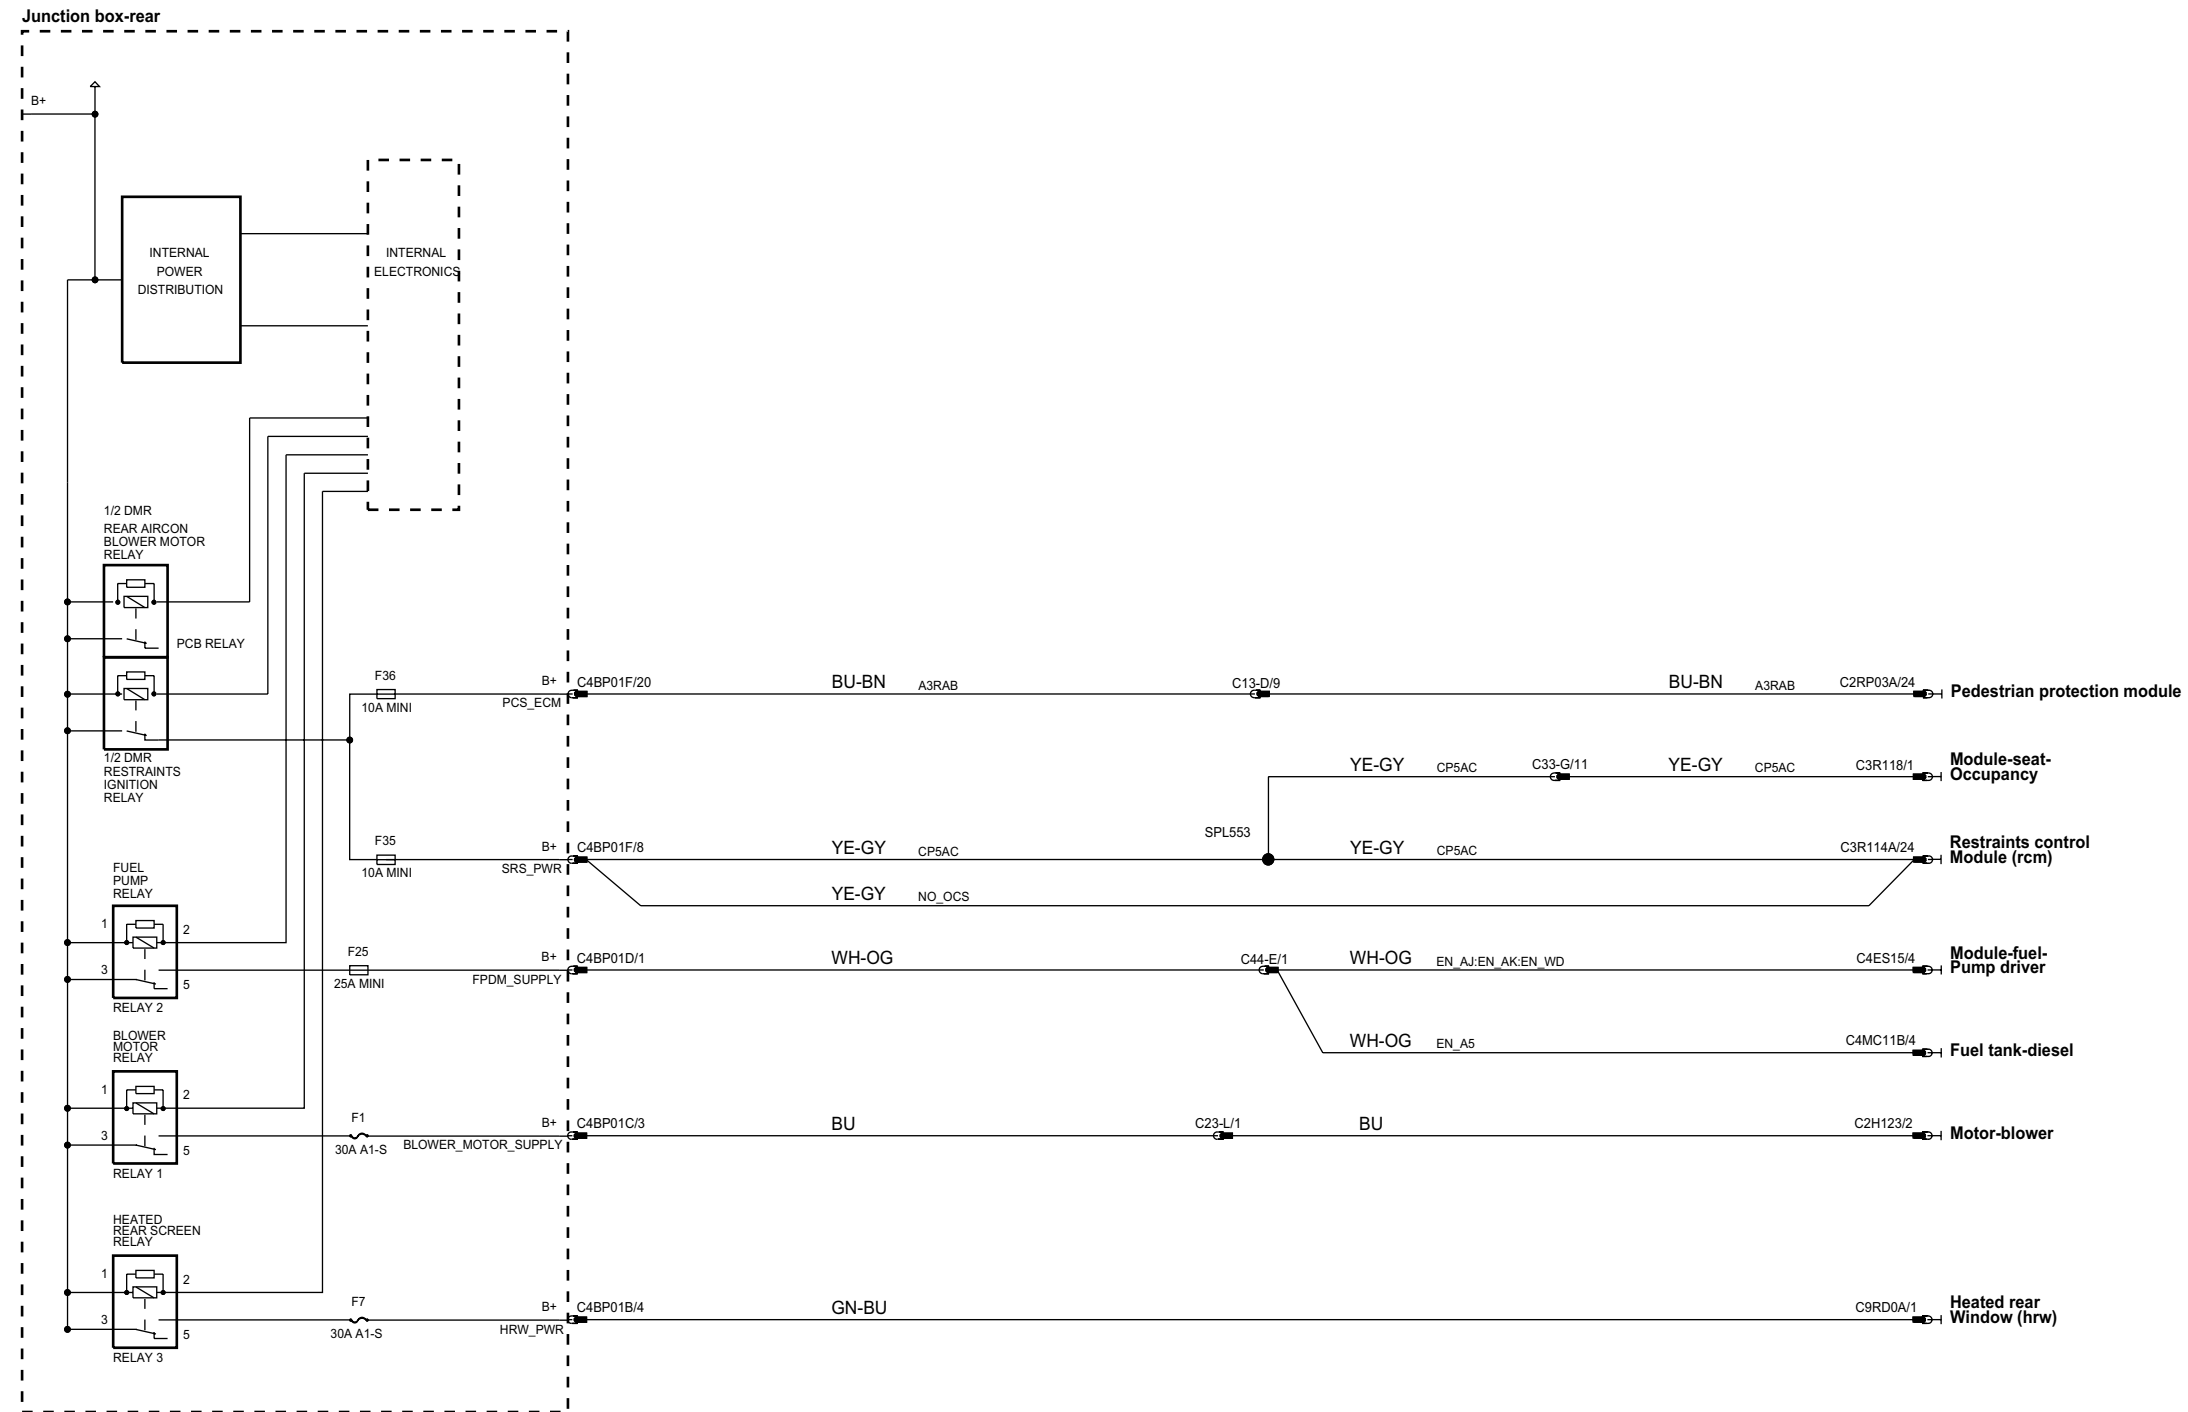 Junction box-rear
B+
INTERNAL
POWER
DISTRIBUTION
INTERNAL
ELECTRONICS
1/2 DMR
REAR AIRCON
BLOWER MOTOR
RELAY
PCB RELAY
1/2 DMR
RESTRAINTS
IGNITION
RELAY
F36
10A MINI
B+
PCS_ECM
C4BP01F/20
BU-BN
A3RAB
C13-D/9
BU-BN
A3RAB
C2RP03A/24
Pedestrian protection module
YE-GY
CP5AC
C33-G/11
YE-GY
CP5AC
C3R118/1
Module-seat-
Occupancy
F35
10A MINI
B+
SRS_PWR
C4BP01F/8
YE-GY
CP5AC
SPL553
YE-GY
CP5AC
C3R114A/24
Restraints control
Module (rcm)
YE-GY
NO_OCS
FUEL
PUMP
RELAY
1
2
3
5
RELAY 2
F25
25A MINI
B+
FPDM_SUPPLY
C4BP01D/1
WH-OG
C44-E/1
WH-OG
EN_AJ:EN_AK:EN_WD
C4ES15/4
Module-fuel-
Pump driver
WH-OG
EN_A5
C4MC11B/4
Fuel tank-diesel
BLOWER
MOTOR
RELAY
1
2
3
5
RELAY 1
F1
30A A1-S
B+
BLOWER_MOTOR_SUPPLY
C4BP01C/3
BU
C23-L/1
BU
C2H123/2
Motor-blower
HEATED
REAR SCREEN
RELAY
1
2
3
5
RELAY 3
F7
30A A1-S
B+
HRW_PWR
C4BP01B/4
GN-BU
C9RD0A/1
Heated rear
Window (hrw)